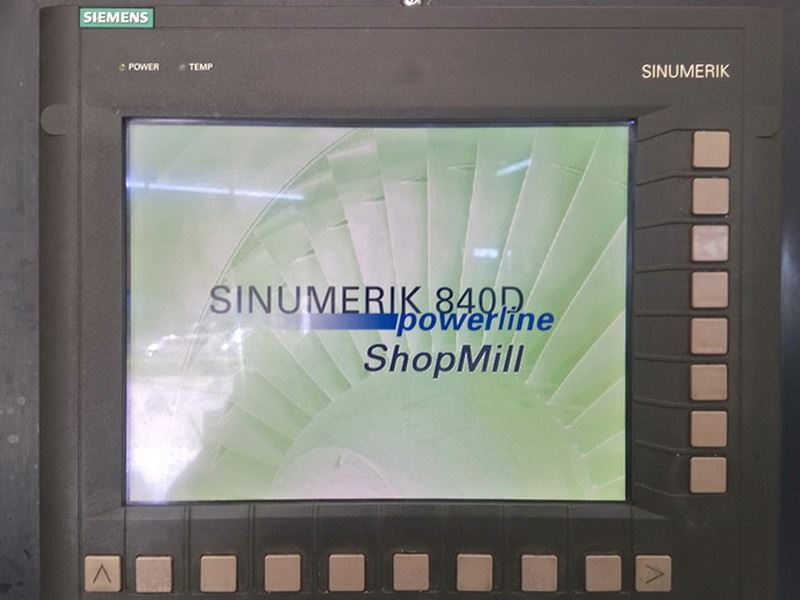 SIEMENS
POWER
TEMP
SINUMERIK
SINUMERIK 840D
powerline
ShopMill